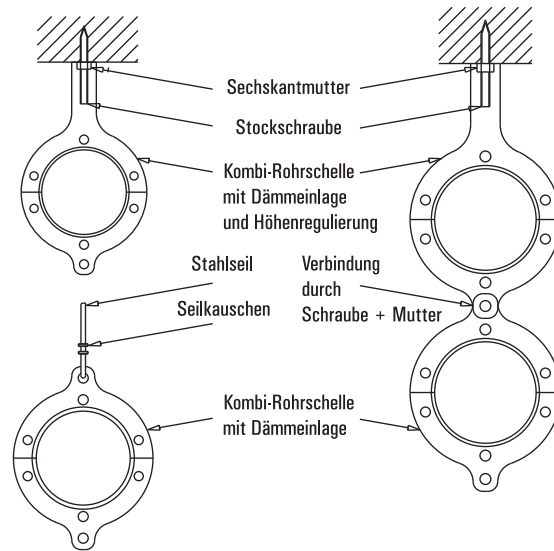 Sechskantmutter
Stockschraube
Kombi-Rohrschelle
mit Dämmeinlage
und Höhenregulierung
Stahlseil
Seilkauschen
Verbindung
durch
Schraube + Mutter
Kombi-Rohrschelle
mit Dämmeinlage